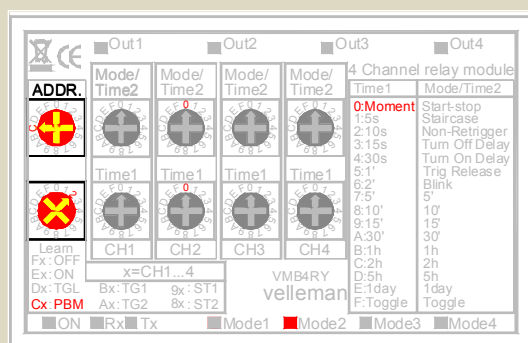 Out1 Out2 Out3 Out4
4 Channel relay module
ADDR.
Mode/ Time2 Mode/ Time2 Mode/ Time2 Mode/ Time2
Time1 Time1 Time1 Time1
CH1 CH2 CH3 CH4
Time1 Mode/Time2
0:Moment Start-stop
1:5s Staircase
2:10s Non-Retrigger
3:15s Turn Off Delay
4:30s Turn On Delay
5:1' Trig Release
6:2' Blink
7:5' 5'
8:10' 10'
9:15' 15'
A:30' 30'
B:1h 1h
C:2h 2h
D:5h 5h
E:1day 1day
F:Toggle Toggle
Learn
Fx:OFF
Ex:ON
Dx:TGL
Cx:PBM
x=CH1...4
Bx:TG1 9x:ST1
Ax:TG2 8x:ST2
VMB4RY
velleman
ON Rx Tx Mode1 Mode2 Mode3 Mode4